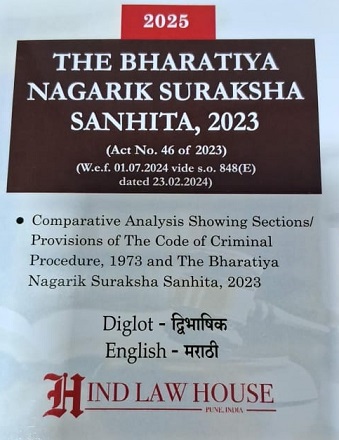 2025
THE BHARATIYA
NAGARIK SURAKSHA
SANHITA, 2023
(Act No. 46 of 2023)
(W.e.f. 01.07.2024 vide s.o. 848(E)
dated 23.02.2024)
• Comparative Analysis Showing Sections/
Provisions of The Code of Criminal
Procedure, 1973 and The Bharatiya
Nagarik Suraksha Sanhita, 2023
Diglot - द्विभाषिक
English - मराठी
HIND LAW HOUSE
PUNE, INDIA